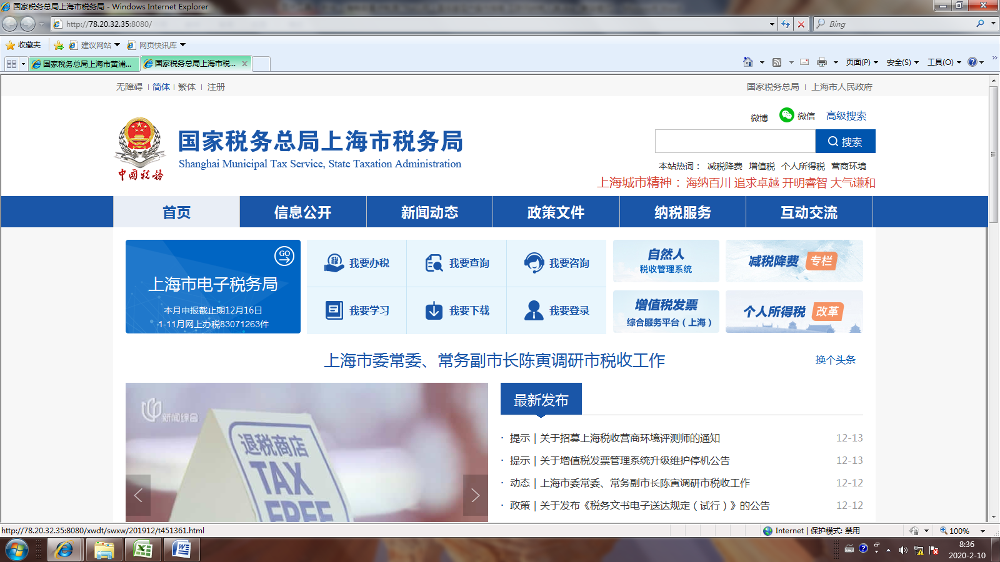 国家税务总局上海市税务局 - Windows Internet Explorer
http://78.20.32.35:8080/
Bing
收藏夹
建议网站
网页快讯库
国家税务总局上海市黄浦...
国家税务总局上海市税...
页面(P)
安全(S)
工具(O)
无障碍 | 简体 | 繁体 | 注册
国家税务总局 | 上海市人民政府
微博
微信
高级搜索
中国税务
国家税务总局上海市税务局
Shanghai Municipal Tax Service, State Taxation Administration
搜索
本站热词： 减税降费 增值税 个人所得税 营商环境
上海城市精神： 海纳百川 追求卓越 开明睿智 大气谦和
首页
信息公开
新闻动态
政策文件
纳税服务
互动交流
GO
上海市电子税务局
本月申报截止期12月16日
1-11月网上办税83071263件
税
我要办税
我要查询
我要咨询
我要学习
我要下载
我要登录
自然人
税收管理系统
减税降费 专栏
增值税发票
综合服务平台（上海）
个人所得税 改革
上海市委常委、常务副市长陈寅调研市税收工作
换个头条
新闻综合
退税商店
TAX
FREE
最新发布
· 提示 | 关于招募上海税收营商环境评测师的通知 12-13
· 提示 | 关于增值税发票管理系统升级维护停机公告 12-13
· 动态 | 上海市委常委、常务副市长陈寅调研市税收工作 12-12
· 政策 | 关于发布《税务文书电子送达规定（试行）》的公告 12-12
http://78.20.32.35:8080/xwdt/swxw/201912/t451361.html
Internet | 保护模式: 禁用
100%
8:36
2020-2-10